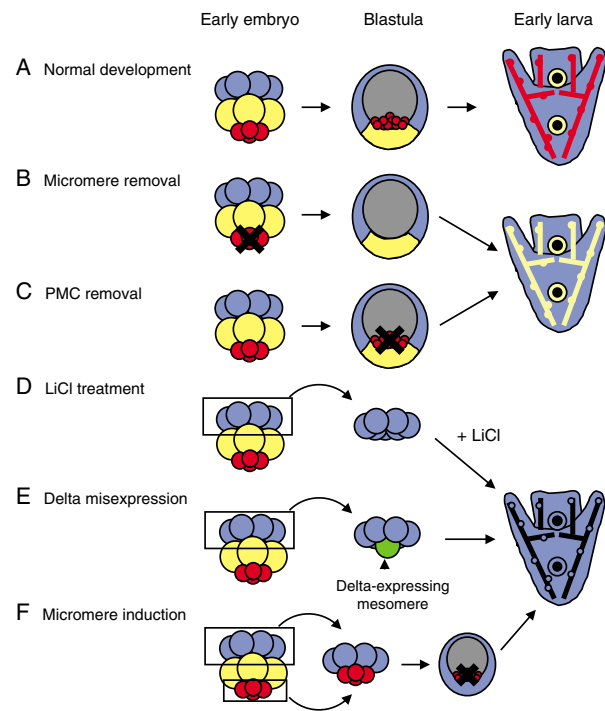 Early embryo Blastula Early larva
A Normal development
B Micromere removal
C PMC removal
D LiCl treatment
+ LiCl
E Delta misexpression
Delta-expressing
mesomere
F Micromere induction